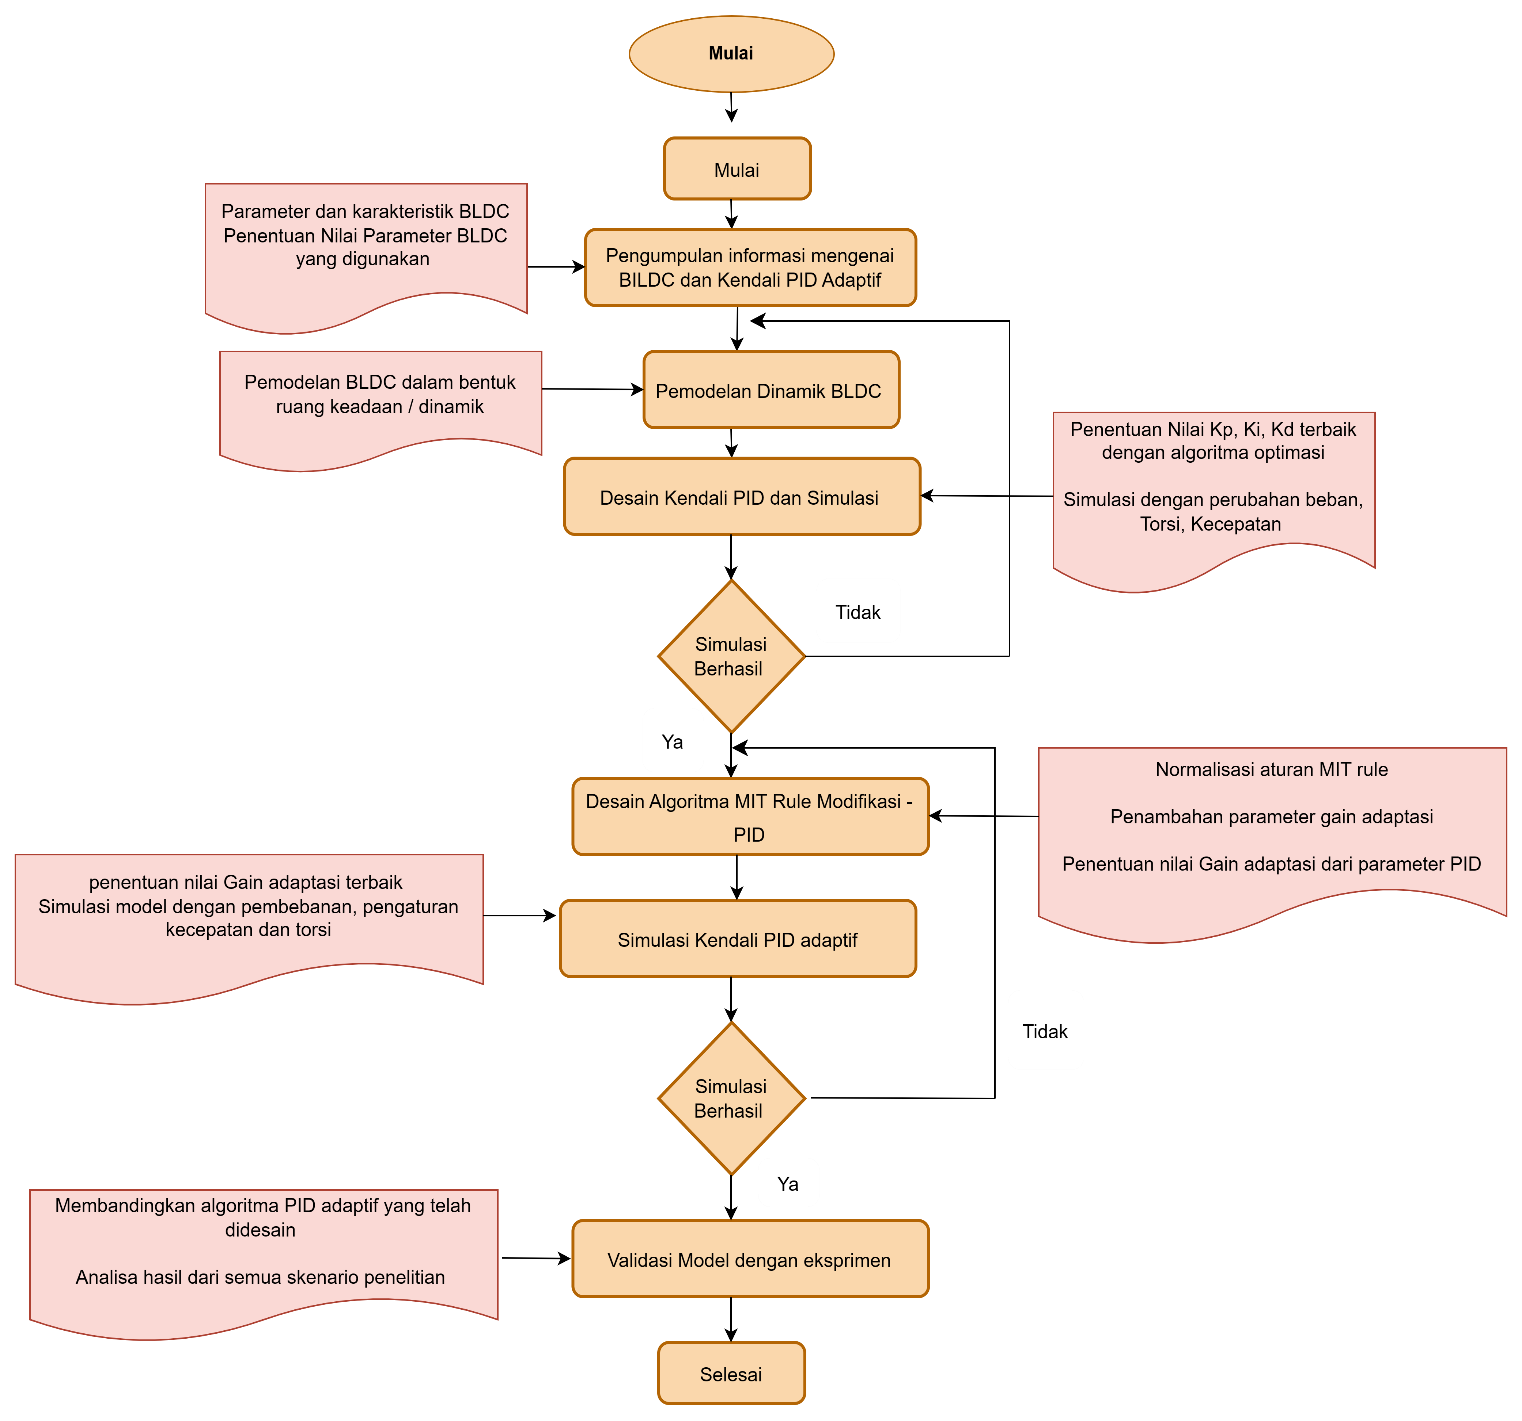 Mulai
Mulai
Parameter dan karakteristik BLDC
Penentuan Nilai Parameter BLDC
yang digunakan
Pengumpulan informasi mengenai
BILDC dan Kendali PID Adaptif
Pemodelan BLDC dalam bentuk
ruang keadaan / dinamik
Pemodelan Dinamik BLDC
Penentuan Nilai Kp, Ki, Kd terbaik
dengan algoritma optimasi
Simulasi dengan perubahan beban,
Torsi, Kecepatan
Desain Kendali PID dan Simulasi
Tidak
Simulasi
Berhasil
Ya
Normalisasi aturan MIT rule
Penambahan parameter gain adaptasi
Penentuan nilai Gain adaptasi dari parameter PID
Desain Algoritma MIT Rule Modifikasi -
PID
penentuan nilai Gain adaptasi terbaik
Simulasi model dengan pembebanan, pengaturan
kecepatan dan torsi
Simulasi Kendali PID adaptif
Tidak
Simulasi
Berhasil
Ya
Membandingkan algoritma PID adaptif yang telah
didesain
Analisa hasil dari semua skenario penelitian
Validasi Model dengan eksprimen
Selesai